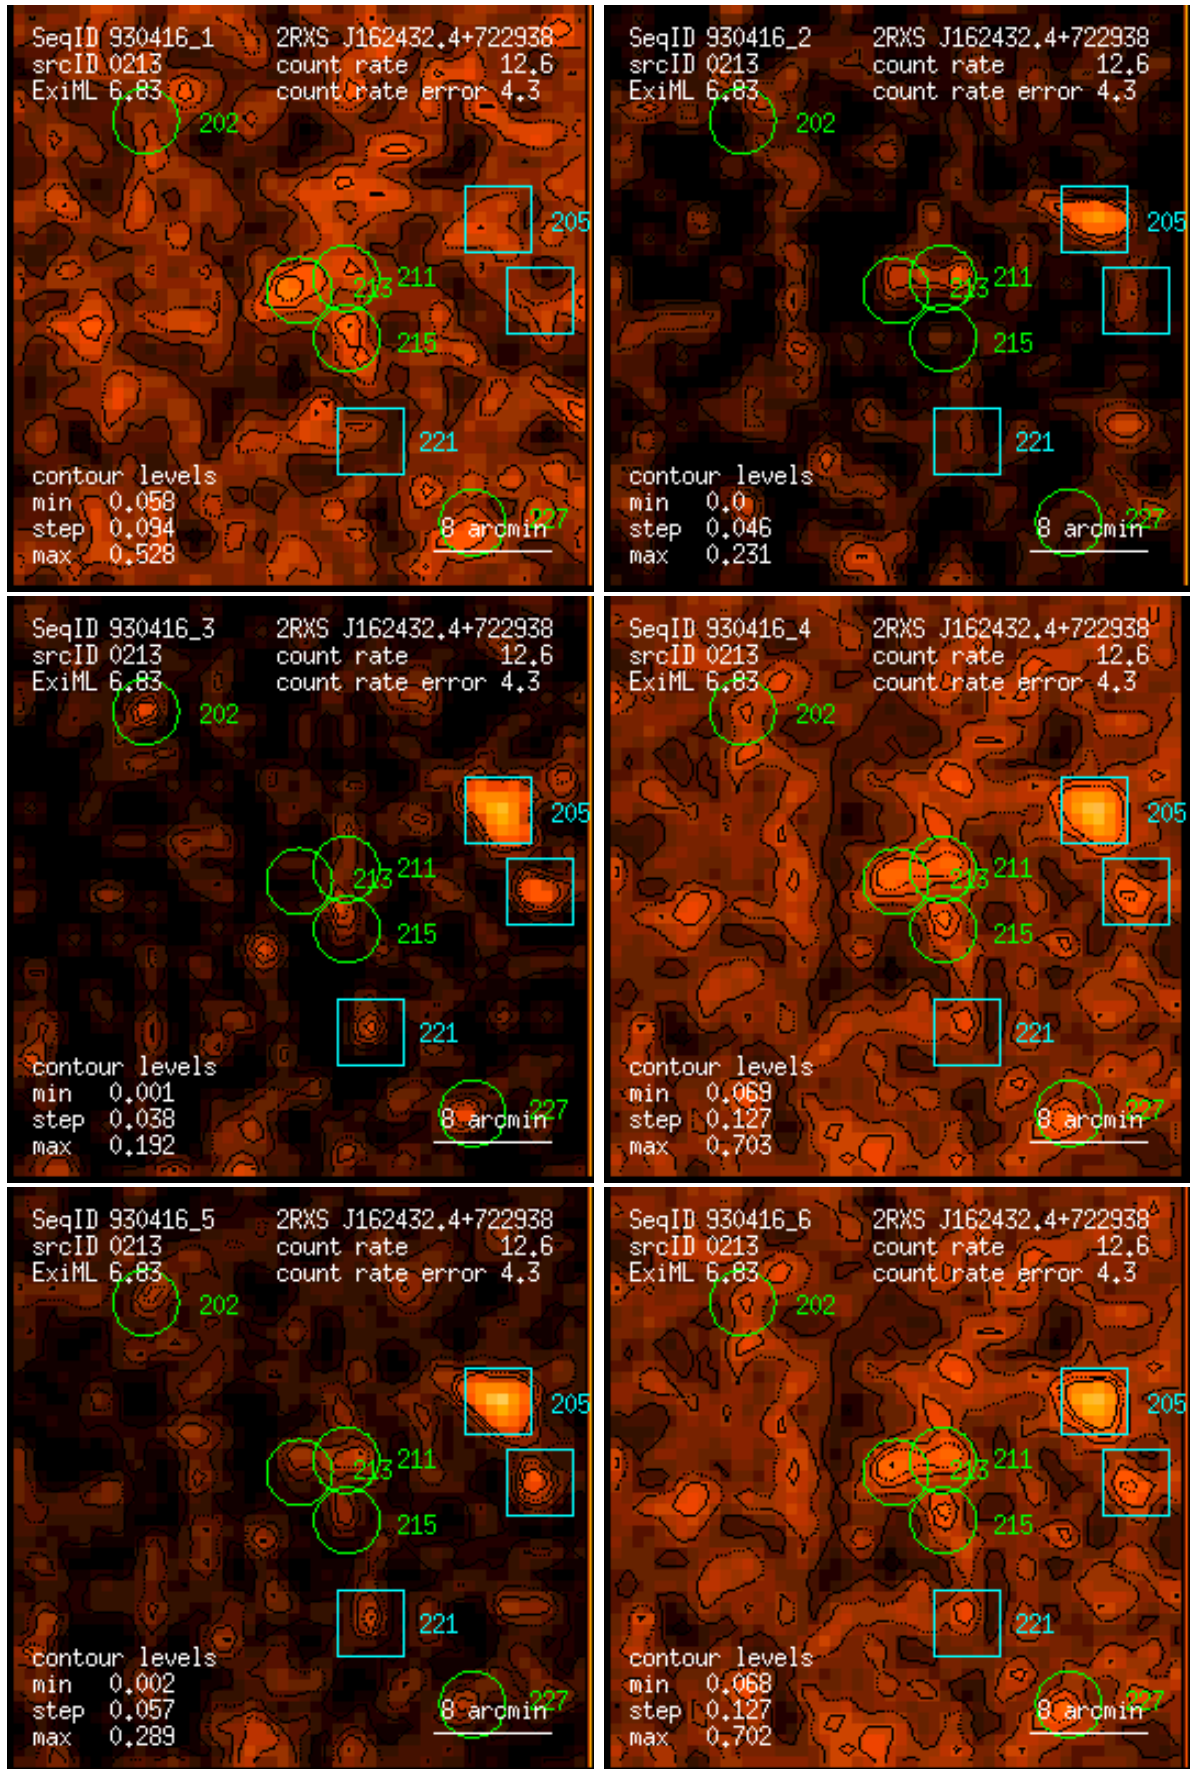 SeqID 930416_1 2RXS J162432.4+722938
srcID 0213 count rate 12.6
ExiML 6.83 count rate error 4.3
202
205
211
213
215
221
contour levels
min 0.058
step 0.094
max 0.528
227
8 arcmin
SeqID 930416_2 2RXS J162432.4+722938
srcID 0213 count rate 12.6
ExiML 6.83 count rate error 4.3
202
205
211
213
215
221
contour levels
min 0.0
step 0.046
max 0.231
227
8 arcmin
SeqID 930416_3 2RXS J162432.4+722938
srcID 0213 count rate 12.6
ExiML 6.83 count rate error 4.3
202
205
211
213
215
221
contour levels
min 0.001
step 0.038
max 0.192
227
8 arcmin
SeqID 930416_4 2RXS J162432.4+722938
srcID 0213 count rate 12.6
ExiML 6.83 count rate error 4.3
202
205
211
213
215
221
contour levels
min 0.069
step 0.127
max 0.703
227
8 arcmin
SeqID 930416_5 2RXS J162432.4+722938
srcID 0213 count rate 12.6
ExiML 6.83 count rate error 4.3
202
205
211
213
215
221
contour levels
min 0.002
step 0.057
max 0.289
227
8 arcmin
SeqID 930416_6 2RXS J162432.4+722938
srcID 0213 count rate 12.6
ExiML 6.83 count rate error 4.3
202
205
211
213
215
221
contour levels
min 0.068
step 0.127
max 0.702
227
8 arcmin